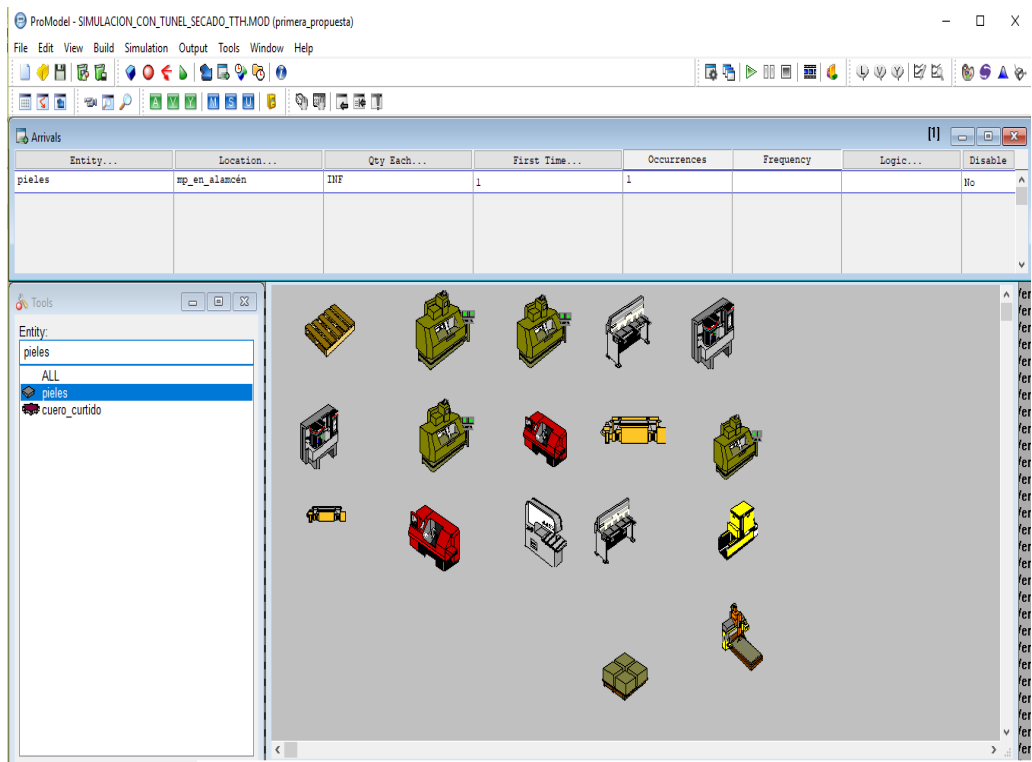 ProModel - SIMULACION_CON_TUNEL_SECADO_TTH.MOD (primera_propuesta)
File Edit View Build Simulation Output Tools Window Help
Arrivals [1]
Entity... Location... Qty Each... First Time... Occurrences Frequency Logic... Disable
pieles mp_en_alamcén INF 1 1 No
Tools
Entity:
pieles
ALL
pieles
cuero_curtido